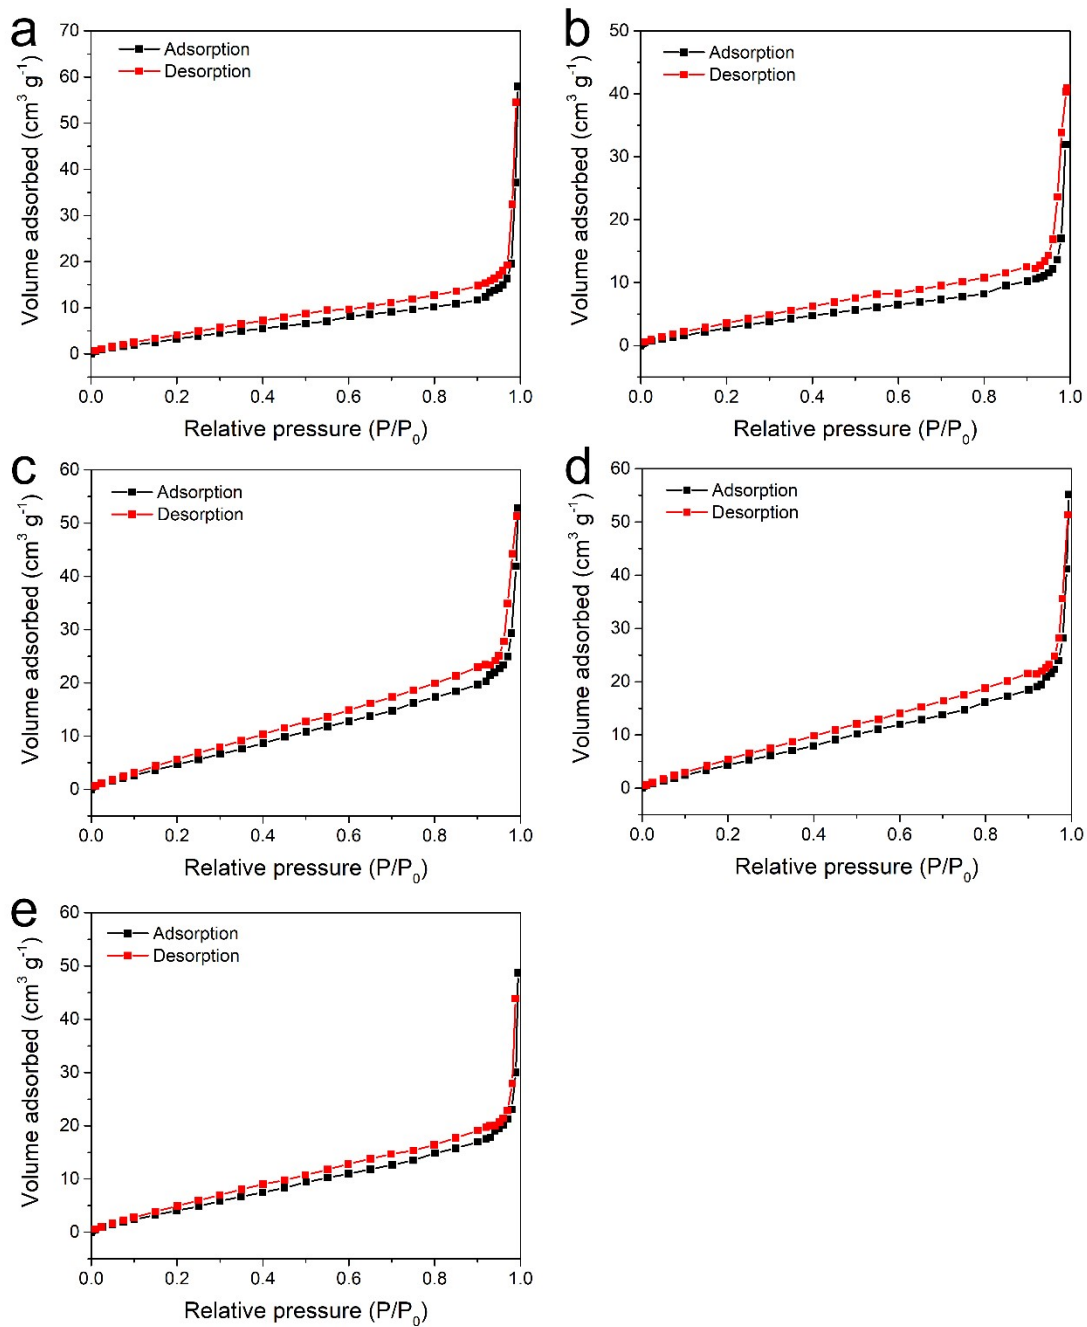 a
70
60
50
40
30
20
10
0
Volume adsorbed (cm³ g⁻¹)
Adsorption
Desorption
0.0 0.2 0.4 0.6 0.8 1.0
Relative pressure (P/P₀)
b
50
40
30
20
10
0
Volume adsorbed (cm³ g⁻¹)
Adsorption
Desorption
0.0 0.2 0.4 0.6 0.8 1.0
Relative pressure (P/P₀)
c
60
50
40
30
20
10
0
Volume adsorbed (cm³ g⁻¹)
Adsorption
Desorption
0.0 0.2 0.4 0.6 0.8 1.0
Relative pressure (P/P₀)
d
60
50
40
30
20
10
0
Volume adsorbed (cm³ g⁻¹)
Adsorption
Desorption
0.0 0.2 0.4 0.6 0.8 1.0
Relative pressure (P/P₀)
e
60
50
40
30
20
10
0
Volume adsorbed (cm³ g⁻¹)
Adsorption
Desorption
0.0 0.2 0.4 0.6 0.8 1.0
Relative pressure (P/P₀)